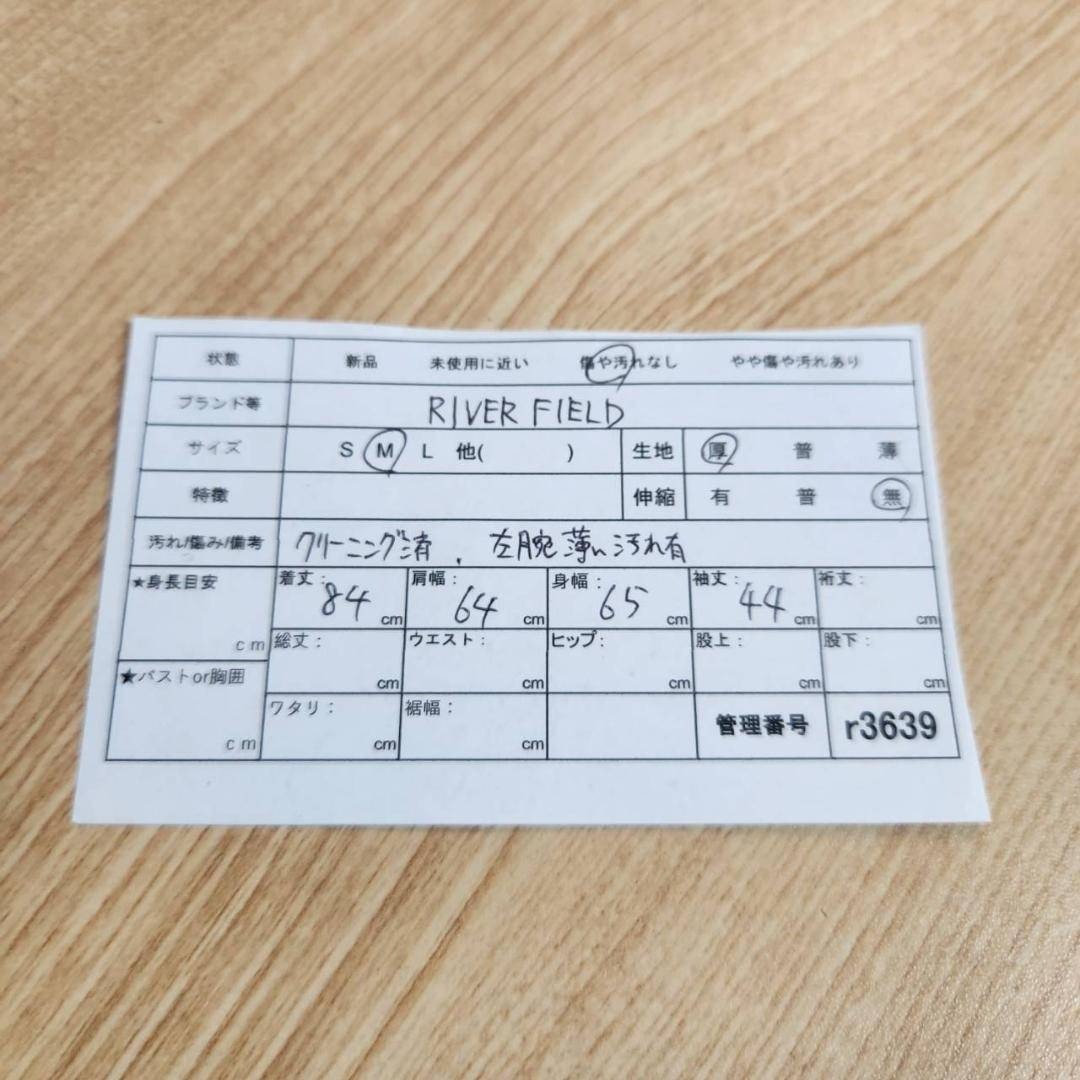 状態 新品 未使用に近い 傷や汚れなし やや傷や汚れあり
ブランド等 RIVER FIELD
サイズ S M L 他( ) 生地 厚 普 薄
特徴 伸縮 有 普 無
汚れ/傷み/備考 クリーニング済、左腕薄い汚れ有
★身長目安 cm 着丈: 84 cm 肩幅: 64 cm 身幅: 65 cm 袖丈: 44 cm 裄丈: cm
総丈: cm ウエスト: cm ヒップ: cm 股上: cm 股下: cm
★バストor胸囲 cm ワタリ: cm 裾幅: cm 管理番号 r3639